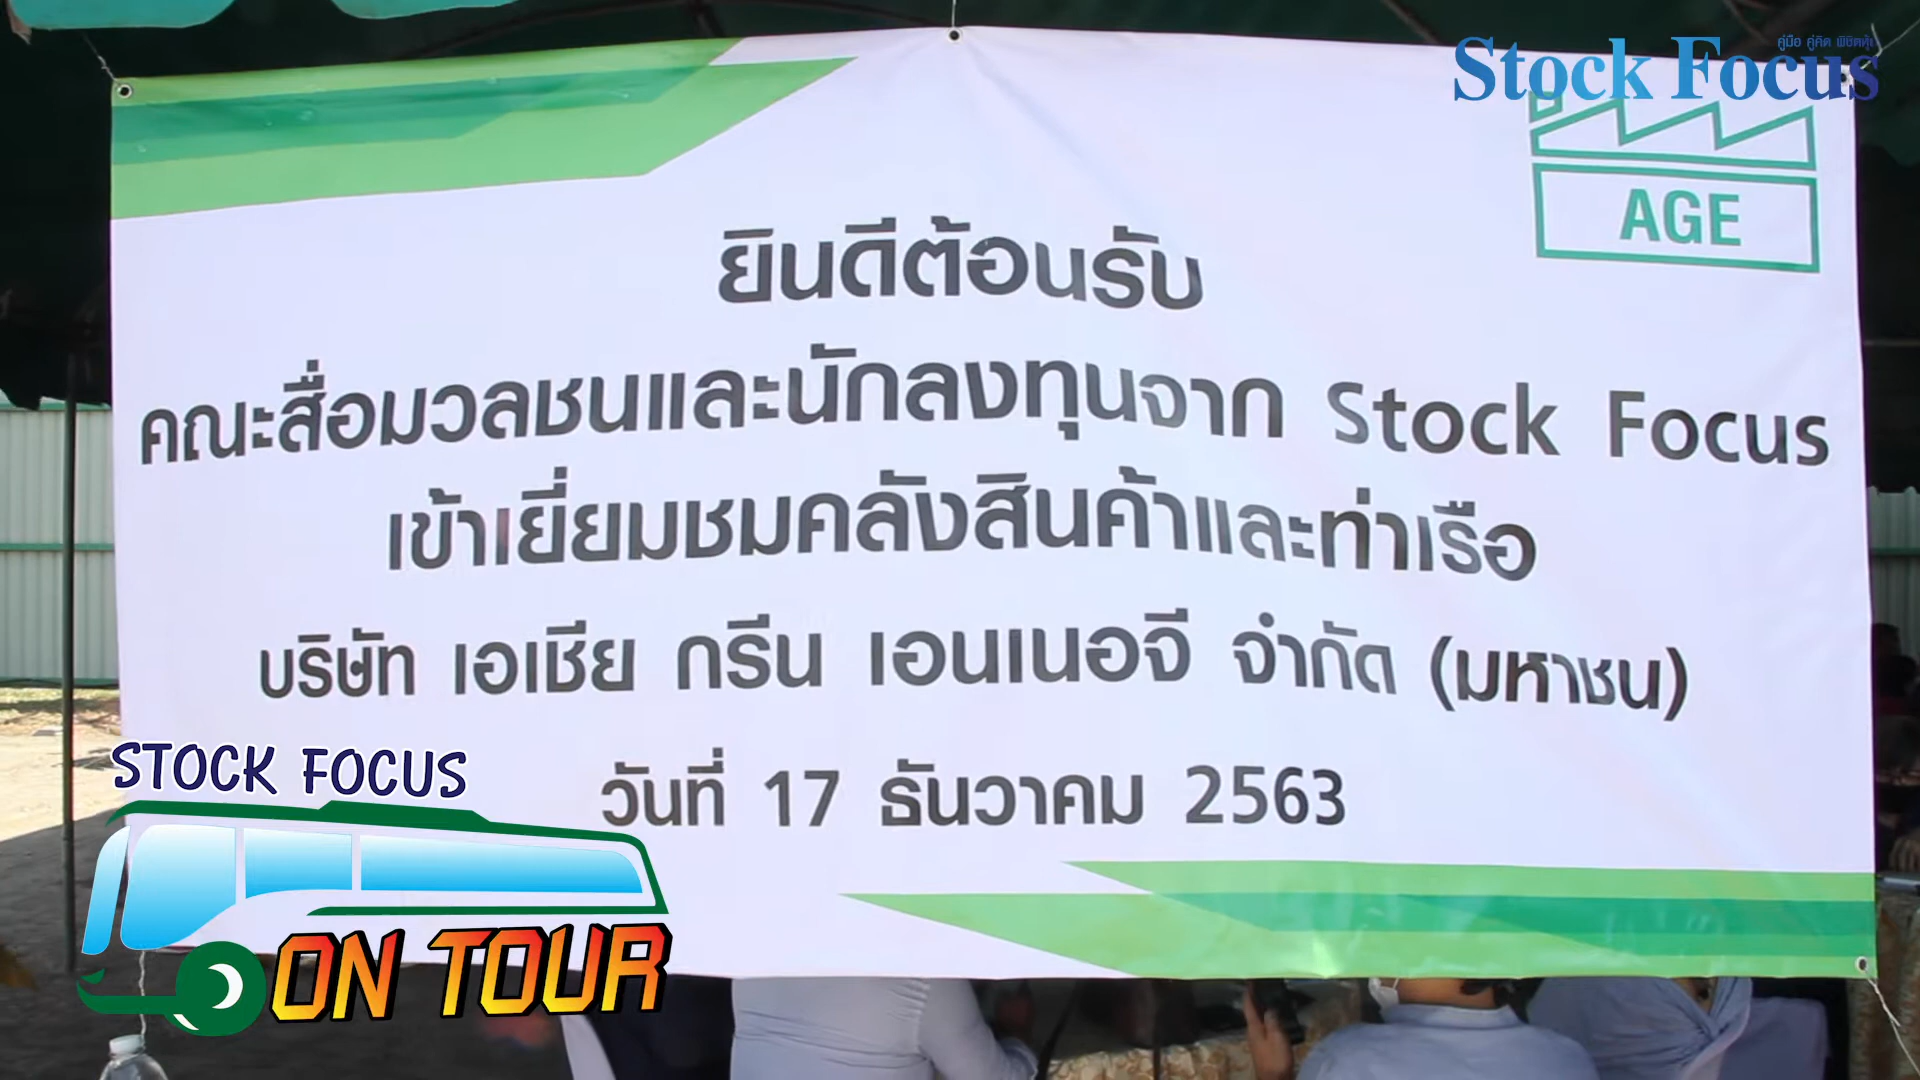 คู่มือ คู่คิด พิชิตหุ้น
Stock Focus
AGE
ยินดีต้อนรับ
คณะสื่อมวลชนและนักลงทุนจาก Stock Focus
เข้าเยี่ยมชมคลังสินค้าและท่าเรือ
บริษัท เอเชีย กรีน เอนเนอจี จำกัด (มหาชน)
วันที่ 17 ธันวาคม 2563
STOCK FOCUS
ON TOUR